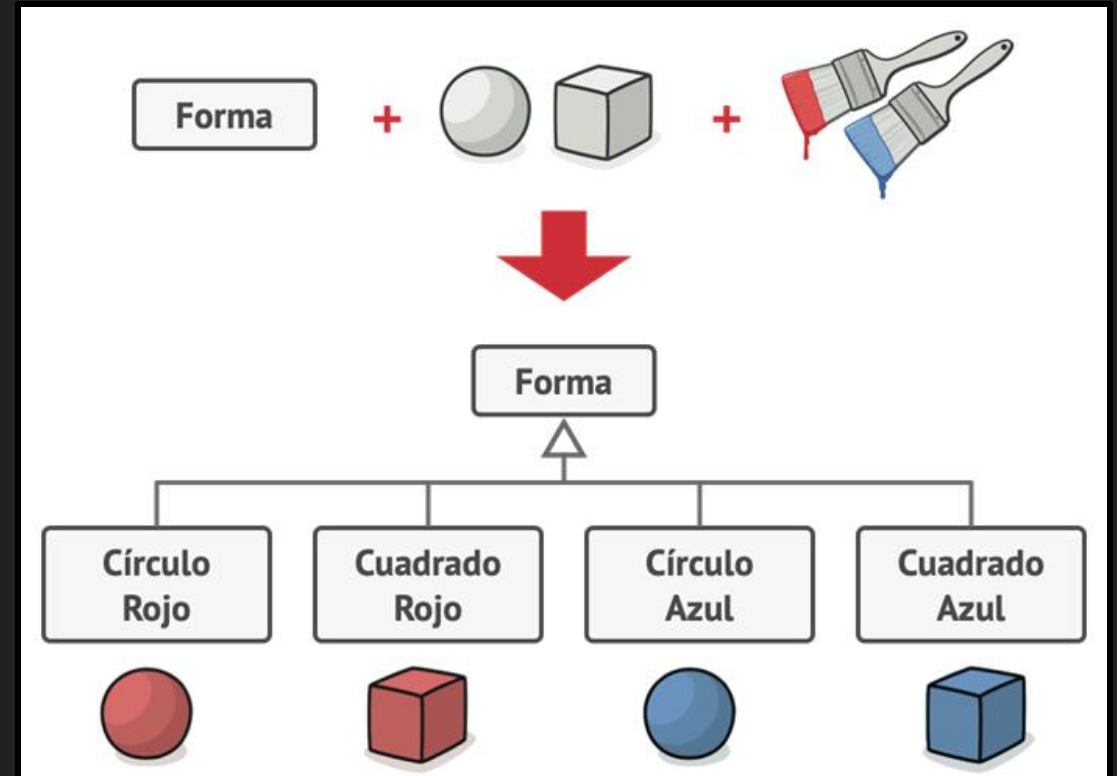 Forma
+
+
Forma
Círculo
Rojo
Cuadrado
Rojo
Círculo
Azul
Cuadrado
Azul